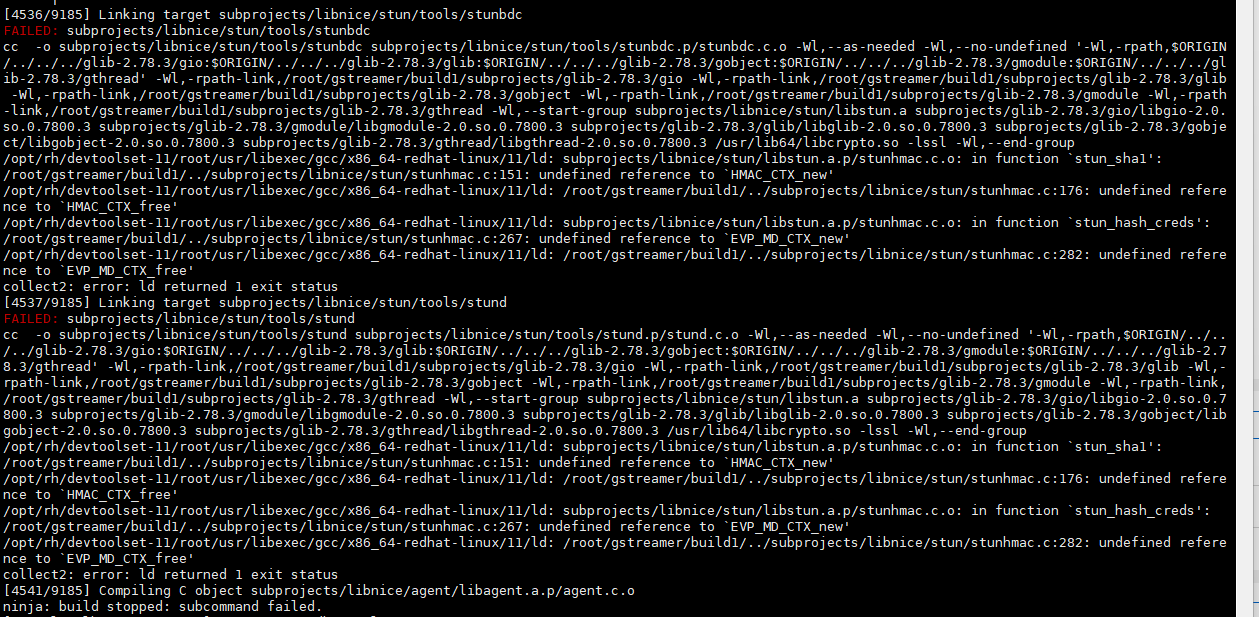 [4536/9185] Linking target subprojects/libnice/stun/tools/stunbdc
FAILED: subprojects/libnice/stun/tools/stunbdc
cc  -o subprojects/libnice/stun/tools/stunbdc subprojects/libnice/stun/tools/stunbdc.p/stunbdc.c.o -Wl,--as-needed -Wl,--no-undefined '-Wl,-rpath,$ORIGIN
/../../../glib-2.78.3/gio:$ORIGIN/../../../glib-2.78.3/glib:$ORIGIN/../../../glib-2.78.3/gobject:$ORIGIN/../../../glib-2.78.3/gmodule:$ORIGIN/../../../gl
ib-2.78.3/gthread' -Wl,-rpath-link,/root/gstreamer/build1/subprojects/glib-2.78.3/gio -Wl,-rpath-link,/root/gstreamer/build1/subprojects/glib-2.78.3/glib
 -Wl,-rpath-link,/root/gstreamer/build1/subprojects/glib-2.78.3/gobject -Wl,-rpath-link,/root/gstreamer/build1/subprojects/glib-2.78.3/gmodule -Wl,-rpath
-link,/root/gstreamer/build1/subprojects/glib-2.78.3/gthread -Wl,--start-group subprojects/libnice/stun/libstun.a subprojects/glib-2.78.3/gio/libgio-2.0.
so.0.7800.3 subprojects/glib-2.78.3/gmodule/libgmodule-2.0.so.0.7800.3 subprojects/glib-2.78.3/glib/libglib-2.0.so.0.7800.3 subprojects/glib-2.78.3/gobje
ct/libgobject-2.0.so.0.7800.3 subprojects/glib-2.78.3/gthread/libgthread-2.0.so.0.7800.3 /usr/lib64/libcrypto.so -lssl -Wl,--end-group
/opt/rh/devtoolset-11/root/usr/libexec/gcc/x86_64-redhat-linux/11/ld: subprojects/libnice/stun/libstun.a.p/stunhmac.c.o: in function `stun_sha1':
/root/gstreamer/build1/../subprojects/libnice/stun/stunhmac.c:151: undefined reference to `HMAC_CTX_new'
/opt/rh/devtoolset-11/root/usr/libexec/gcc/x86_64-redhat-linux/11/ld: /root/gstreamer/build1/../subprojects/libnice/stun/stunhmac.c:176: undefined refere
nce to `HMAC_CTX_free'
/opt/rh/devtoolset-11/root/usr/libexec/gcc/x86_64-redhat-linux/11/ld: subprojects/libnice/stun/libstun.a.p/stunhmac.c.o: in function `stun_hash_creds':
/root/gstreamer/build1/../subprojects/libnice/stun/stunhmac.c:267: undefined reference to `EVP_MD_CTX_new'
/opt/rh/devtoolset-11/root/usr/libexec/gcc/x86_64-redhat-linux/11/ld: /root/gstreamer/build1/../subprojects/libnice/stun/stunhmac.c:282: undefined refere
nce to `EVP_MD_CTX_free'
collect2: error: ld returned 1 exit status
[4537/9185] Linking target subprojects/libnice/stun/tools/stund
FAILED: subprojects/libnice/stun/tools/stund
cc  -o subprojects/libnice/stun/tools/stund subprojects/libnice/stun/tools/stund.p/stund.c.o -Wl,--as-needed -Wl,--no-undefined '-Wl,-rpath,$ORIGIN/../..
/../glib-2.78.3/gio:$ORIGIN/../../../glib-2.78.3/glib:$ORIGIN/../../../glib-2.78.3/gobject:$ORIGIN/../../../glib-2.78.3/gmodule:$ORIGIN/../../../glib-2.7
8.3/gthread' -Wl,-rpath-link,/root/gstreamer/build1/subprojects/glib-2.78.3/gio -Wl,-rpath-link,/root/gstreamer/build1/subprojects/glib-2.78.3/glib -Wl,-
rpath-link,/root/gstreamer/build1/subprojects/glib-2.78.3/gobject -Wl,-rpath-link,/root/gstreamer/build1/subprojects/glib-2.78.3/gmodule -Wl,-rpath-link,
/root/gstreamer/build1/subprojects/glib-2.78.3/gthread -Wl,--start-group subprojects/libnice/stun/libstun.a subprojects/glib-2.78.3/gio/libgio-2.0.so.0.7
800.3 subprojects/glib-2.78.3/gmodule/libgmodule-2.0.so.0.7800.3 subprojects/glib-2.78.3/glib/libglib-2.0.so.0.7800.3 subprojects/glib-2.78.3/gobject/lib
gobject-2.0.so.0.7800.3 subprojects/glib-2.78.3/gthread/libgthread-2.0.so.0.7800.3 /usr/lib64/libcrypto.so -lssl -Wl,--end-group
/opt/rh/devtoolset-11/root/usr/libexec/gcc/x86_64-redhat-linux/11/ld: subprojects/libnice/stun/libstun.a.p/stunhmac.c.o: in function `stun_sha1':
/root/gstreamer/build1/../subprojects/libnice/stun/stunhmac.c:151: undefined reference to `HMAC_CTX_new'
/opt/rh/devtoolset-11/root/usr/libexec/gcc/x86_64-redhat-linux/11/ld: /root/gstreamer/build1/../subprojects/libnice/stun/stunhmac.c:176: undefined refere
nce to `HMAC_CTX_free'
/opt/rh/devtoolset-11/root/usr/libexec/gcc/x86_64-redhat-linux/11/ld: subprojects/libnice/stun/libstun.a.p/stunhmac.c.o: in function `stun_hash_creds':
/root/gstreamer/build1/../subprojects/libnice/stun/stunhmac.c:267: undefined reference to `EVP_MD_CTX_new'
/opt/rh/devtoolset-11/root/usr/libexec/gcc/x86_64-redhat-linux/11/ld: /root/gstreamer/build1/../subprojects/libnice/stun/stunhmac.c:282: undefined refere
nce to `EVP_MD_CTX_free'
collect2: error: ld returned 1 exit status
[4541/9185] Compiling C object subprojects/libnice/agent/libagent.a.p/agent.c.o
ninja: build stopped: subcommand failed.